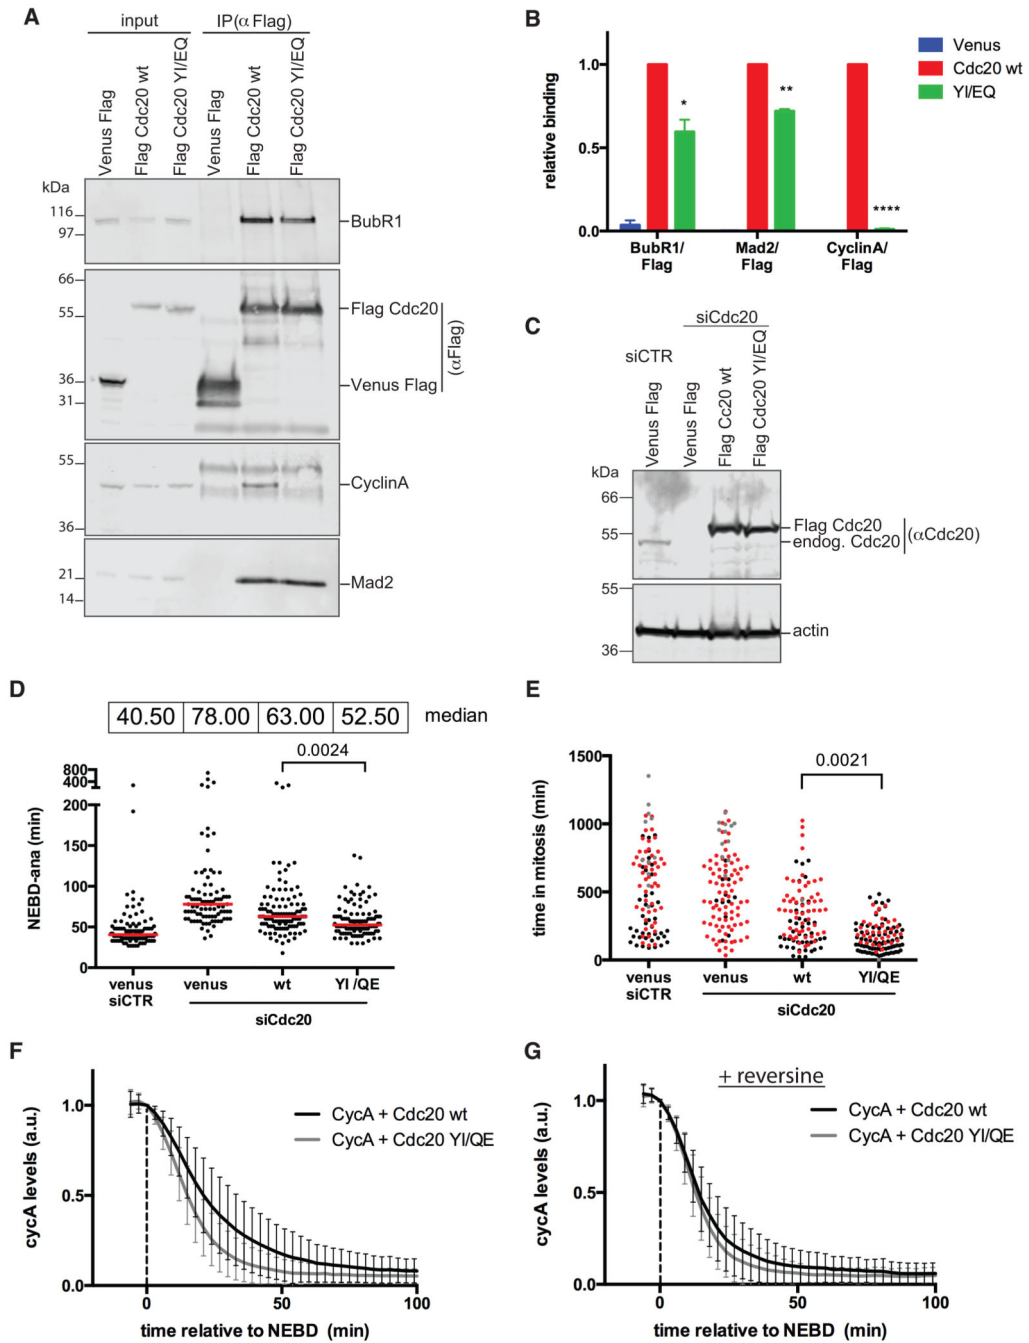 A
input
IP(α Flag)
Venus Flag
Flag Cdc20 wt
Flag Cdc20 YI/EQ
Venus Flag
Flag Cdc20 wt
Flag Cdc20 YI/EQ
kDa
116
97
BubR1
66
55
36
31
Flag Cdc20
Venus Flag
(αFlag)
55
36
CyclinA
21
14
Mad2
B
relative binding
1.0
0.5
0.0
*
**
****
BubR1/
Flag
Mad2/
Flag
CyclinA/
Flag
Venus
Cdc20 wt
YI/EQ
C
siCdc20
siCTR
Venus Flag
Venus Flag
Flag Cc20 wt
Flag Cdc20 YI/EQ
kDa
66
55
Flag Cdc20
endog. Cdc20
(αCdc20)
55
36
actin
D
40.50 78.00 63.00 52.50 median
0.0024
NEBD-ana (min)
800
400
200
150
100
50
0
venus
siCTR
venus
wt
YI /QE
siCdc20
E
0.0021
time in mitosis (min)
1500
1000
500
0
venus
siCTR
venus
wt
YI/QE
siCdc20
F
cycA levels (a.u.)
1.0
0.5
0.0
CycA + Cdc20 wt
CycA + Cdc20 YI/QE
0 50 100
time relative to NEBD (min)
G
+ reversine
cycA levels (a.u.)
1.0
0.5
0.0
CycA + Cdc20 wt
CycA + Cdc20 YI/QE
0 50 100
time relative to NEBD (min)